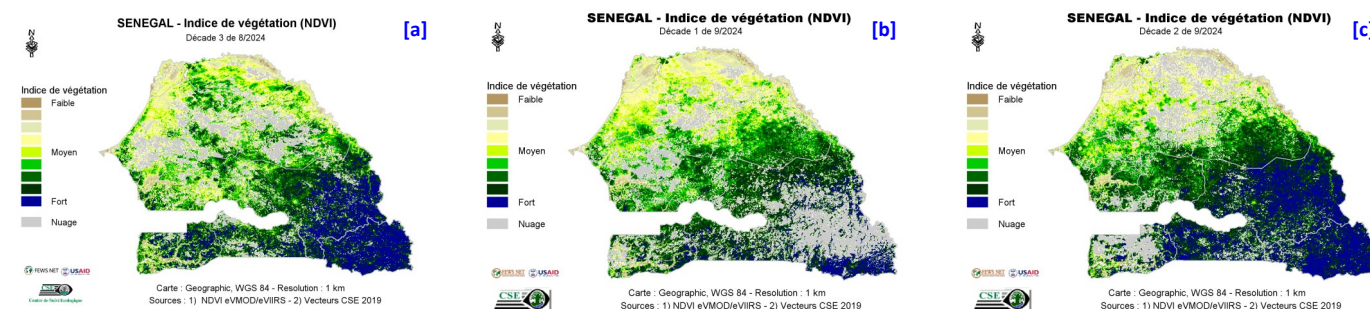 SENEGAL - Indice de végétation (NDVI)
Décade 3 de 8/2024
[a]
N
Indice de végétation
Faible
Moyen
Fort
Nuage
FEWS NET USAID
CSE
Centre de Suivi Ecologique
Carte : Geographic, WGS 84 - Resolution : 1 km
Sources : 1) NDVI eVMOD/eVIIRS - 2) Vecteurs CSE 2019
SENEGAL - Indice de végétation (NDVI)
Décade 1 de 9/2024
[b]
N
Indice de végétation
Faible
Moyen
Fort
Nuage
FEWS NET USAID
CSE
Carte : Geographic, WGS 84 - Resolution : 1 km
Sources : 1) NDVI eVMOD/eVIIRS - 2) Vecteurs CSE 2019
SENEGAL - Indice de végétation (NDVI)
Décade 2 de 9/2024
[c]
N
Indice de végétation
Faible
Moyen
Fort
Nuage
FEWS NET USAID
CSE
Carte : Geographic, WGS 84 - Resolution : 1 km
Sources : 1) NDVI eVMOD/eVIIRS - 2) Vecteurs CSE 2019